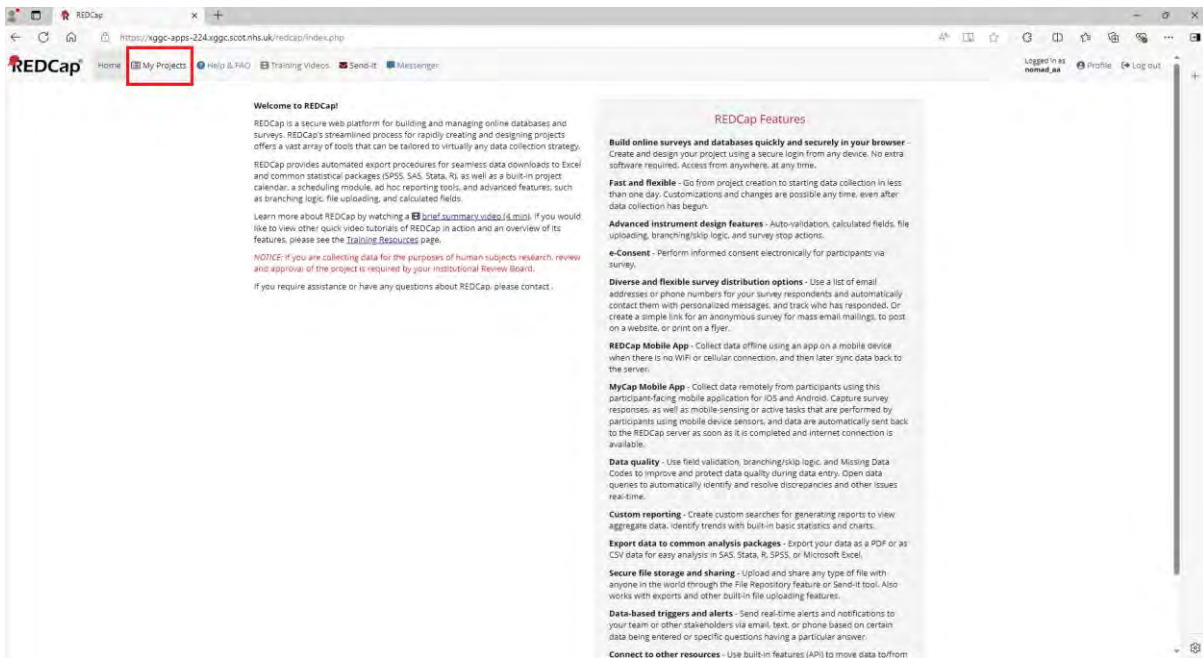 REDCap
https://xggc-apps-224.xggc.scot.nhs.uk/redcap/index.php
REDCap Home My Projects Help & FAQ Training Videos Send-It Messenger
Logged in as
nomad_aa
Profile Log out
Welcome to REDCap!
REDCap is a secure web platform for building and managing online databases and
surveys. REDCap's streamlined process for rapidly creating and designing projects
offers a vast array of tools that can be tailored to virtually any data collection strategy.
REDCap provides automated export procedures for seamless data downloads to Excel
and common statistical packages (SPSS, SAS, Stata, R), as well as a built-in project
calendar, a scheduling module, ad hoc reporting tools, and advanced features, such
as branching logic, file uploading, and calculated fields.
Learn more about REDCap by watching a brief summary video (4 min). If you would
like to view other quick video tutorials of REDCap in action and an overview of its
features, please see the Training Resources page.
NOTICE: If you are collecting data for the purposes of human subjects research, review
and approval of the project is required by your Institutional Review Board.
If you require assistance or have any questions about REDCap, please contact .
REDCap Features
Build online surveys and databases quickly and securely in your browser -
Create and design your project using a secure login from any device. No extra
software required. Access from anywhere, at any time.
Fast and flexible - Go from project creation to starting data collection in less
than one day. Customizations and changes are possible any time, even after
data collection has begun.
Advanced instrument design features - Auto-validation, calculated fields, file
uploading, branching/skip logic, and survey stop actions.
e-Consent - Perform informed consent electronically for participants via
survey.
Diverse and flexible survey distribution options - Use a list of email
addresses or phone numbers for your survey respondents and automatically
contact them with personalized messages, and track who has responded. Or
create a simple link for an anonymous survey for mass email mailings, to post
on a website, or print on a flyer.
REDCap Mobile App - Collect data offline using an app on a mobile device
when there is no WiFi or cellular connection, and then later sync data back to
the server.
MyCap Mobile App - Collect data remotely from participants using this
participant-facing mobile application for iOS and Android. Capture survey
responses, as well as mobile-sensing or active tasks that are performed by
participants using mobile device sensors, and data are automatically sent back
to the REDCap server as soon as it is completed and internet connection is
available.
Data quality - Use field validation, branching/skip logic, and Missing Data
Codes to improve and protect data quality during data entry. Open data
queries to automatically identify and resolve discrepancies and other issues
real-time.
Custom reporting - Create custom searches for generating reports to view
aggregate data. Identify trends with built-in basic statistics and charts.
Export data to common analysis packages - Export your data as a PDF or as
CSV data for easy analysis in SAS, Stata, R, SPSS, or Microsoft Excel.
Secure file storage and sharing - Upload and share any type of file with
anyone in the world through the File Repository feature or Send-It tool. Also
works with exports and other built-in file uploading features.
Data-based triggers and alerts - Send real-time alerts and notifications to
your team or other stakeholders via email, text, or phone based on certain
data being entered or specific questions having a particular answer.
Connect to other resources - Use built-in features (API) to move data to/from